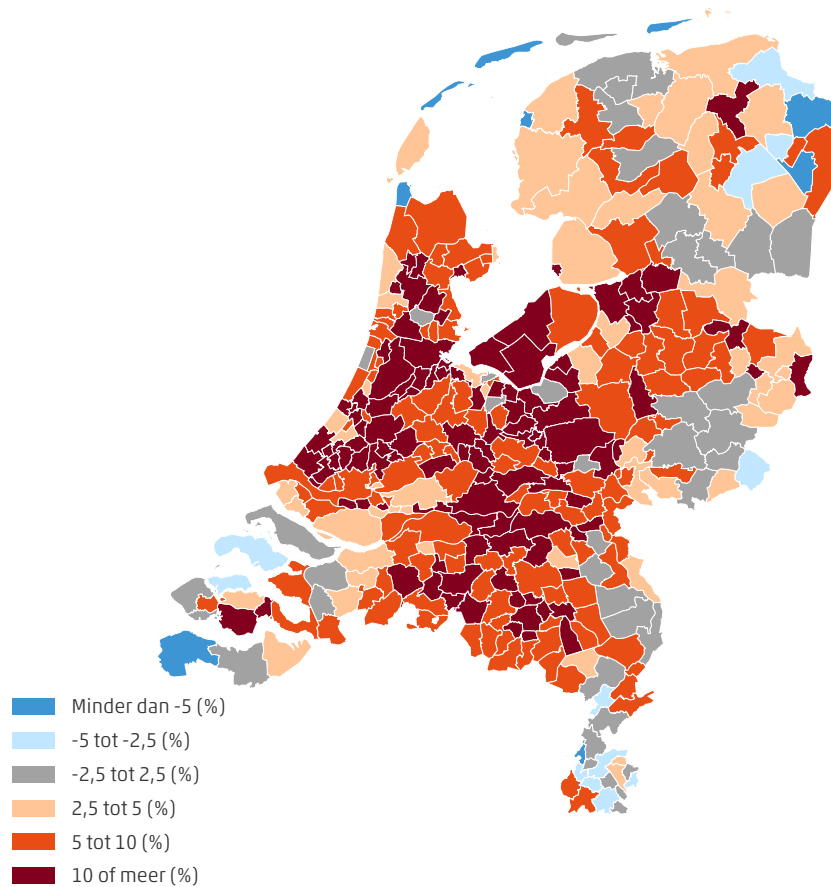 Minder dan -5 (%)
-5 tot -2,5 (%)
-2,5 tot 2,5 (%)
2,5 tot 5 (%)
5 tot 10 (%)
10 of meer (%)